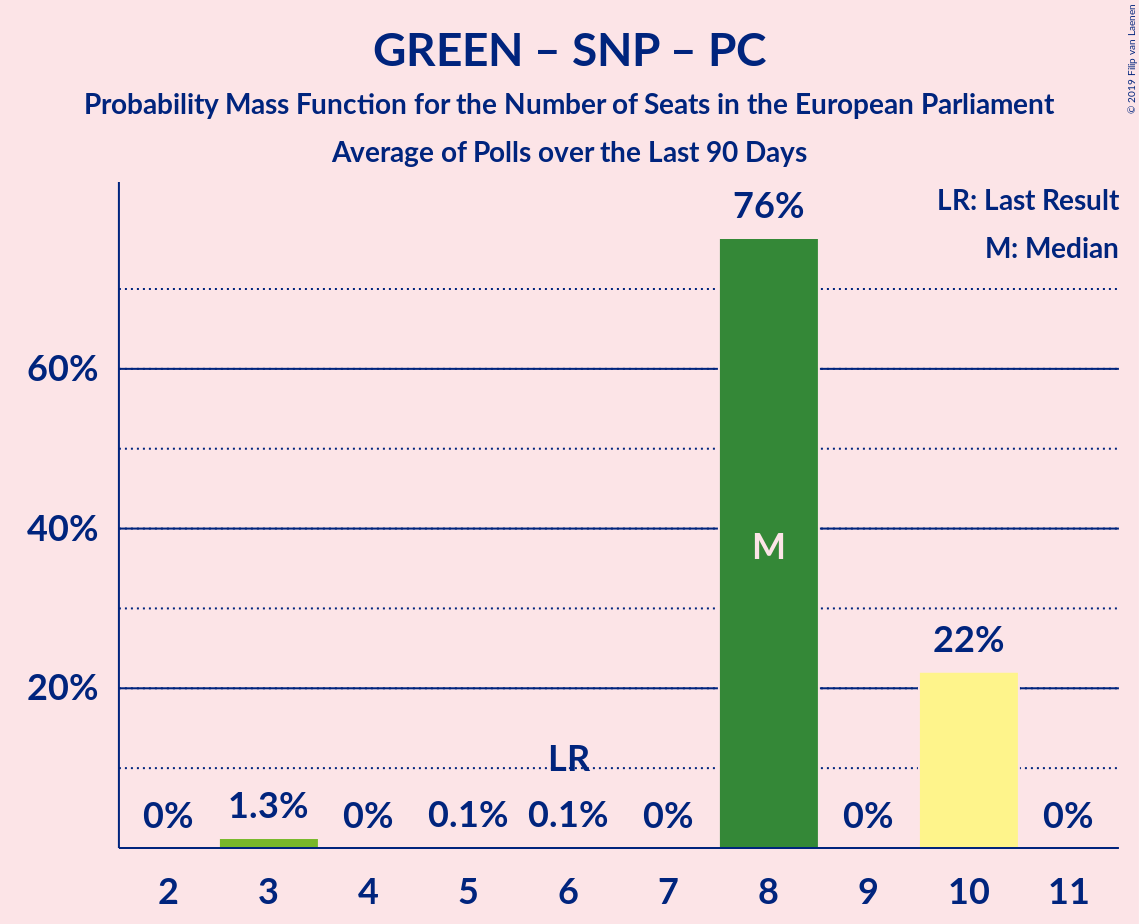 GREEN – SNP – PC
Probability Mass Function for the Number of Seats in the European Parliament
Average of Polls over the Last 90 Days
© 2019 Filip van Laenen
LR: Last Result
M: Median
76%
60%
40%
20%
M
22%
LR
0%
1.3%
0%
0.1%
0.1%
0%
0%
0%
2 3 4 5 6 7 8 9 10 11